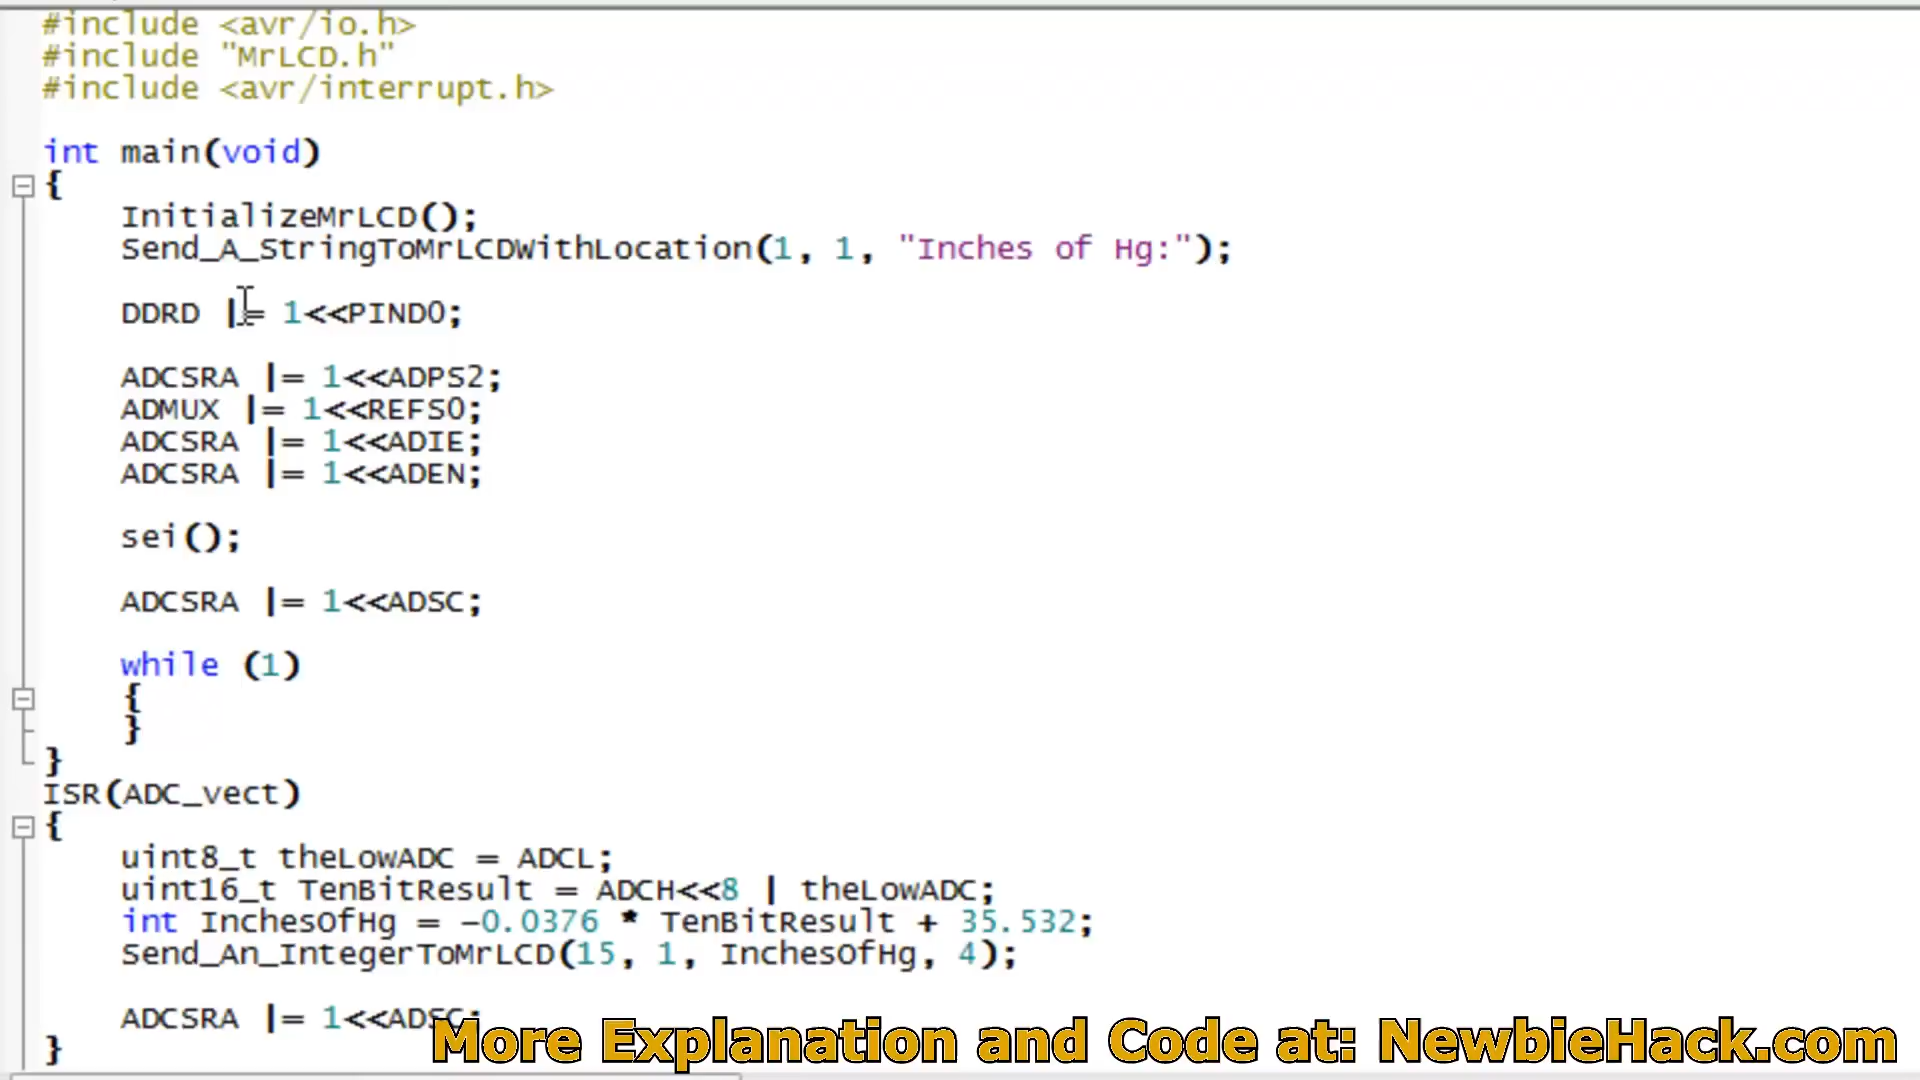 #include <avr/io.h>
#include "MrLCD.h"
#include <avr/interrupt.h>
int main(void)
{
InitializeMrLCD();
Send_A_StringToMrLCDWithLocation(1, 1, "Inches of Hg:");
DDRD |= 1<<PIND0;
ADCSRA |= 1<<ADPS2;
ADMUX |= 1<<REFS0;
ADCSRA |= 1<<ADIE;
ADCSRA |= 1<<ADEN;
sei();
ADCSRA |= 1<<ADSC;
while (1)
{
}
}
ISR(ADC_vect)
{
uint8_t theLowADC = ADCL;
uint16_t TenBitResult = ADCH<<8 | theLowADC;
int InchesOfHg = -0.0376 * TenBitResult + 35.532;
Send_An_IntegerToMrLCD(15, 1, InchesOfHg, 4);
ADCSRA |= 1<<ADSC;
}
More Explanation and Code at: NewbieHack.com